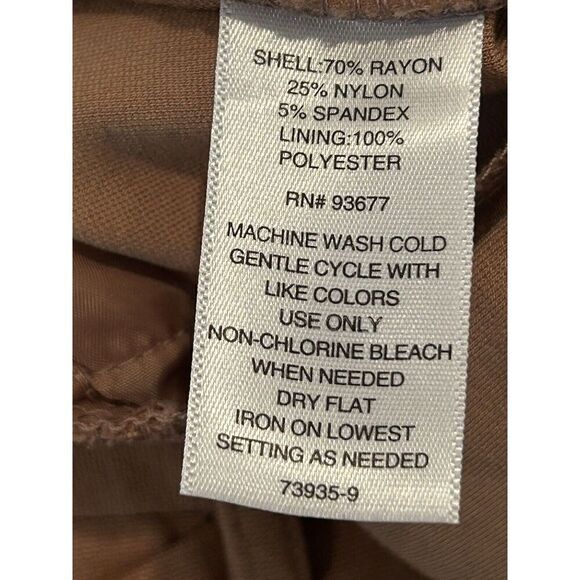 SHELL:70% RAYON
25% NYLON
5% SPANDEX
LINING:100%
POLYESTER
RN# 93677
MACHINE WASH COLD
GENTLE CYCLE WITH
LIKE COLORS
USE ONLY
NON-CHLORINE BLEACH
WHEN NEEDED
DRY FLAT
IRON ON LOWEST
SETTING AS NEEDED
73935-9